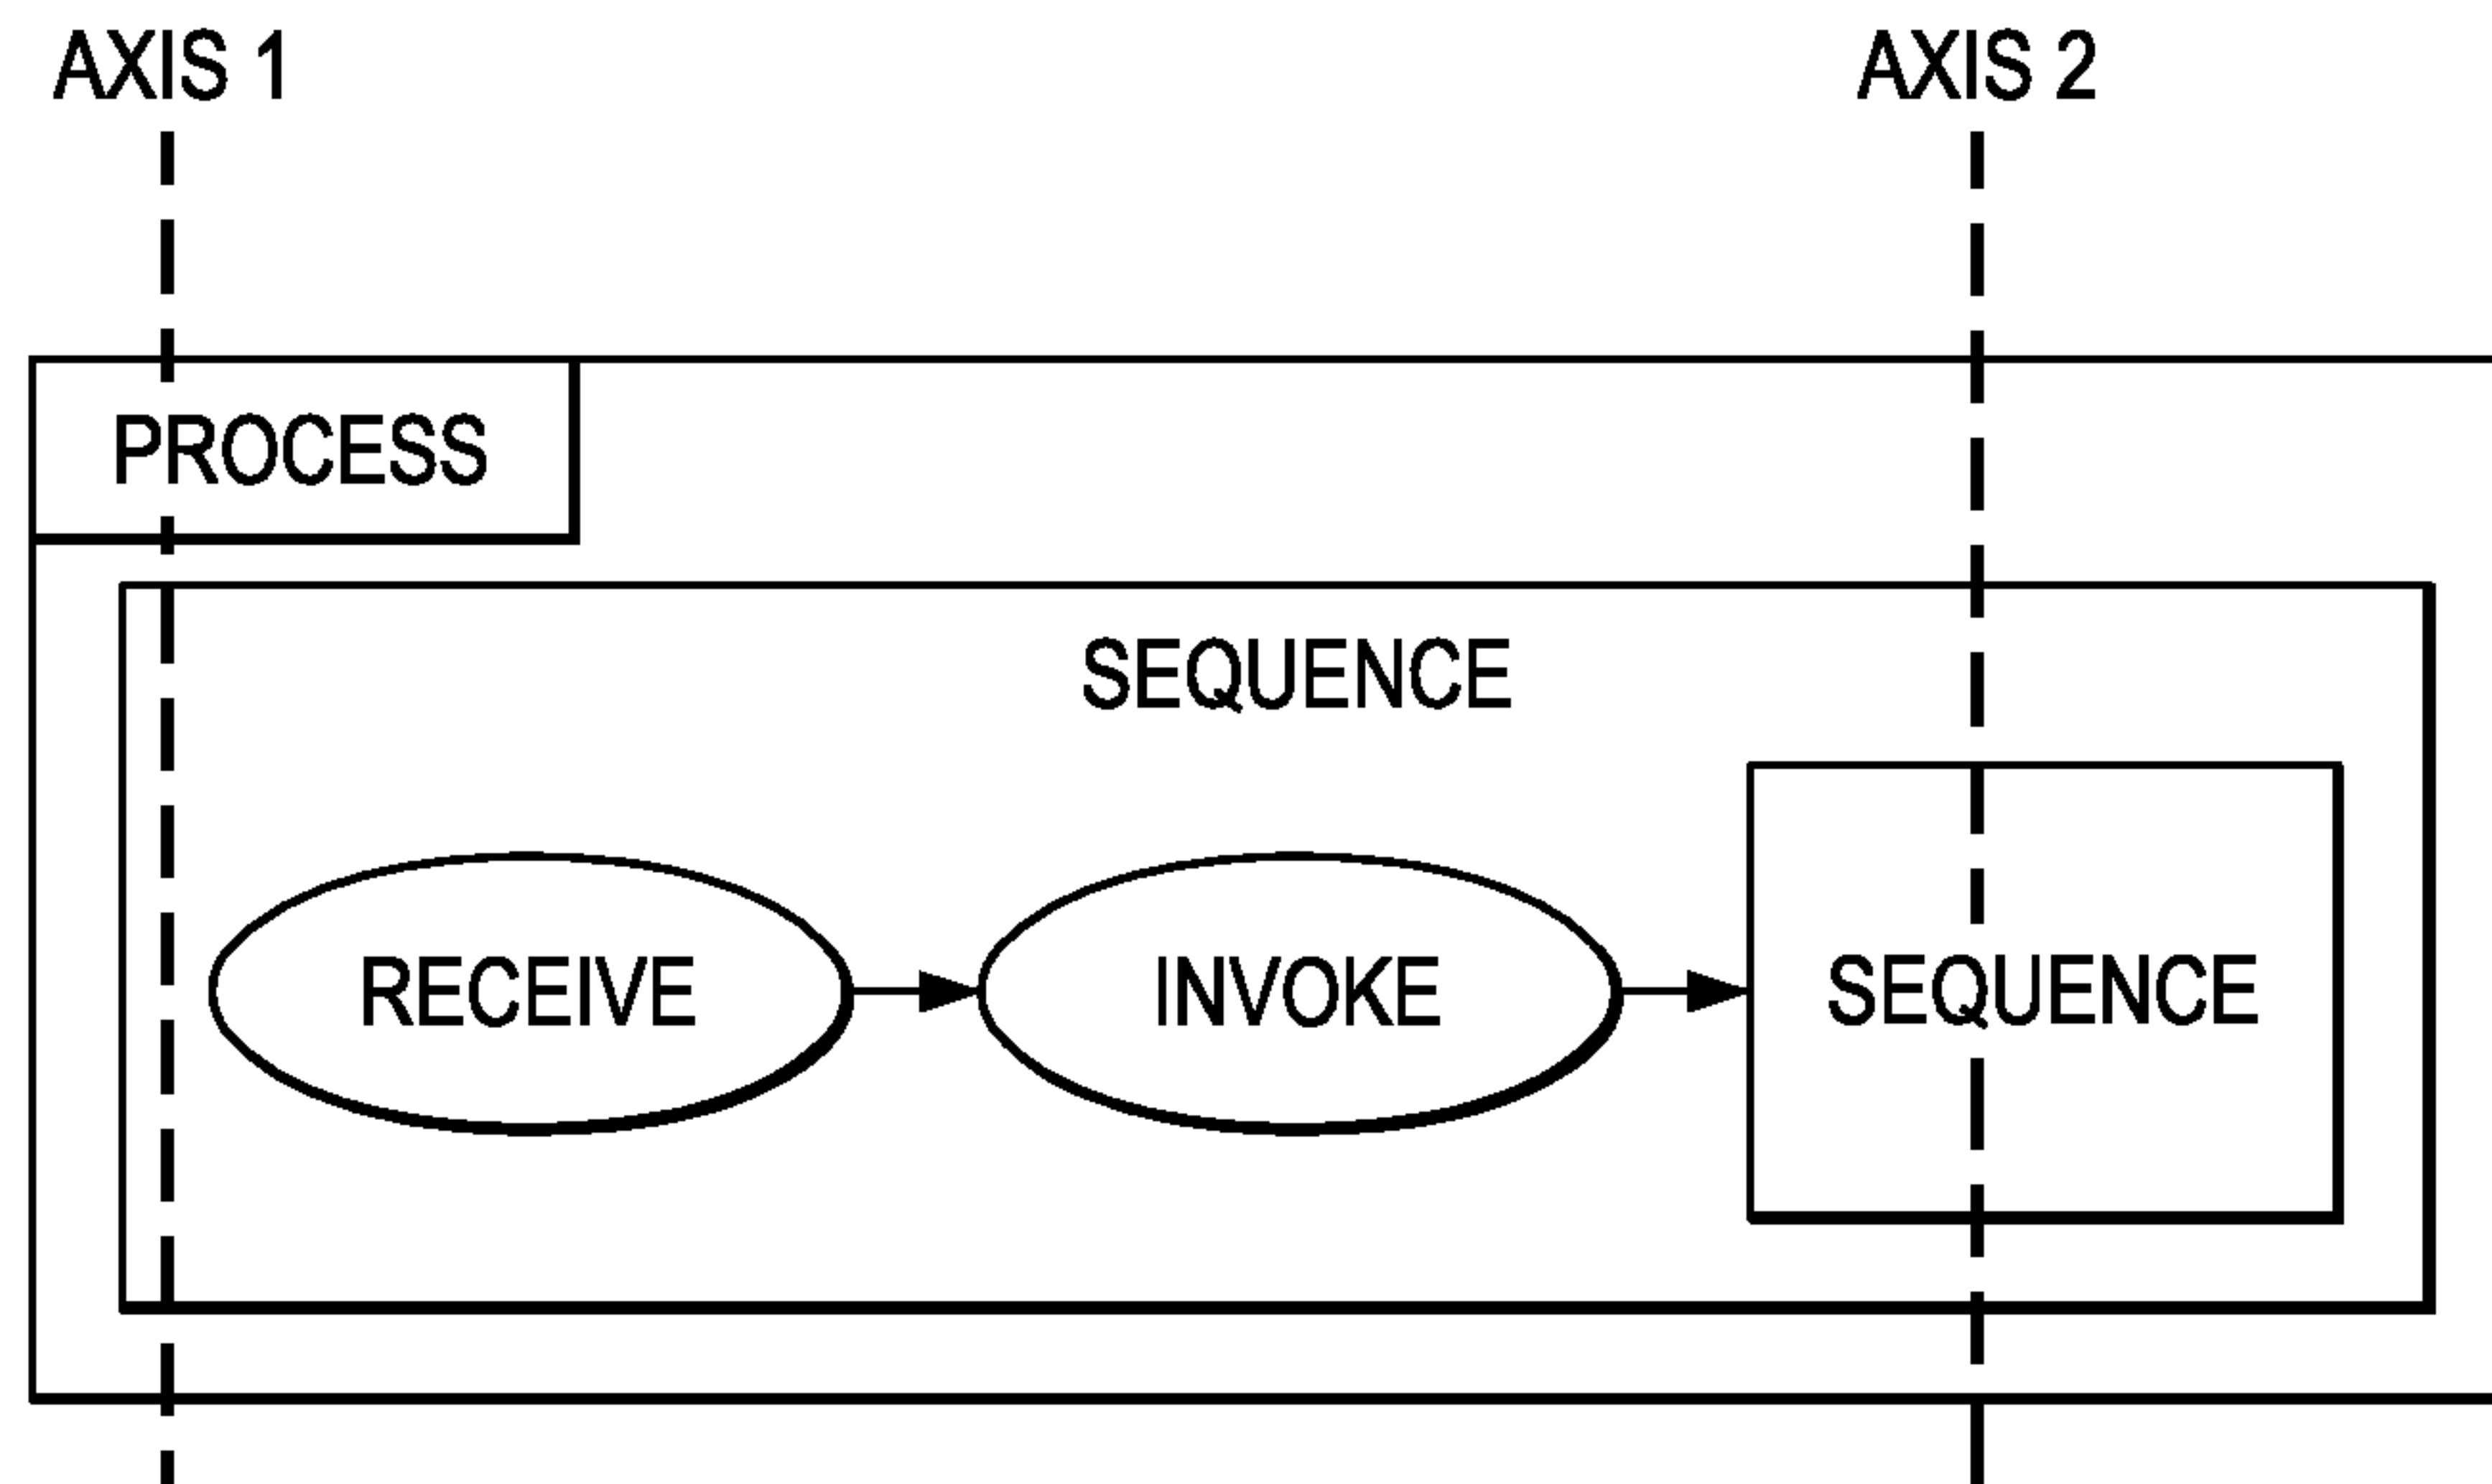 AXIS 1
AXIS 2
PROCESS
SEQUENCE
RECEIVE
INVOKE
SEQUENCE